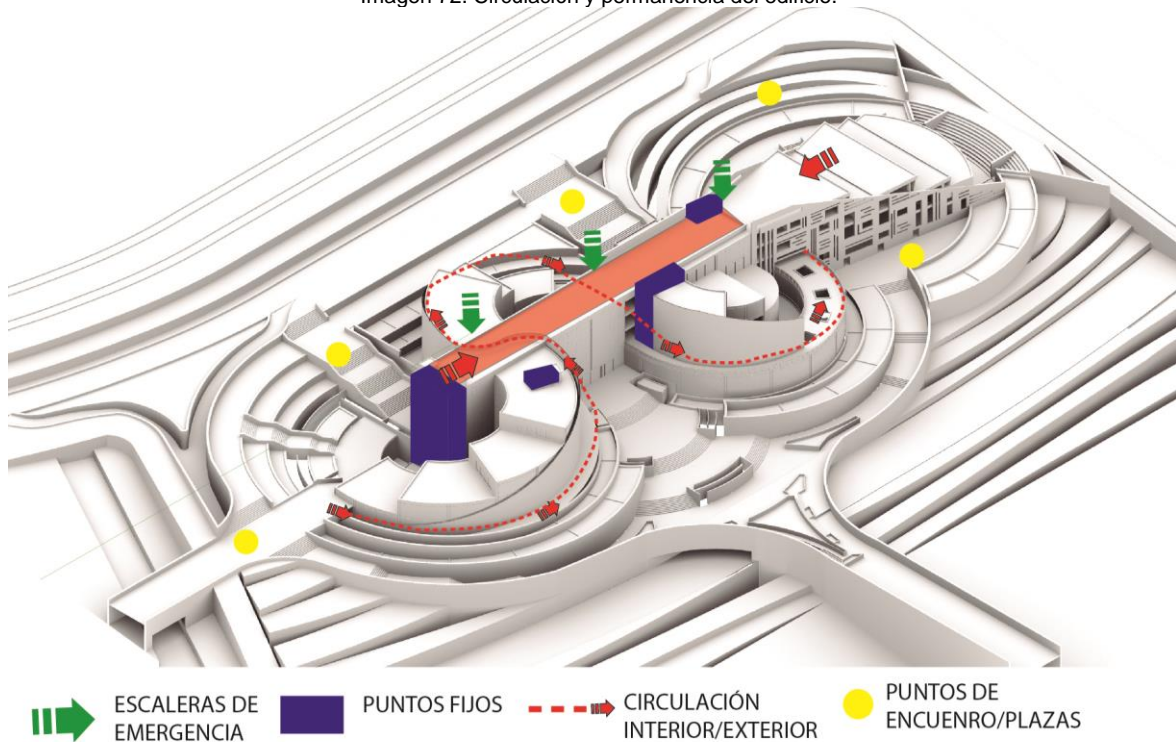 Imagen 72. Circulación y permanencia del edificio.
ESCALERAS DE
EMERGENCIA
PUNTOS FIJOS
CIRCULACIÓN
INTERIOR/EXTERIOR
PUNTOS DE
ENCUENRO/PLAZAS